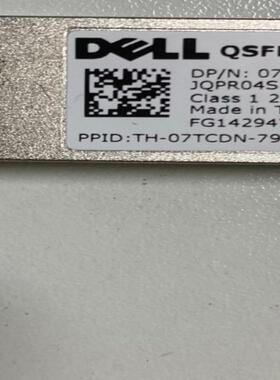 DELL QSF
DP/N: 07
JQPR04S
Class 1 2
Made in T
FG14294
PPID:TH-07TCDN-79